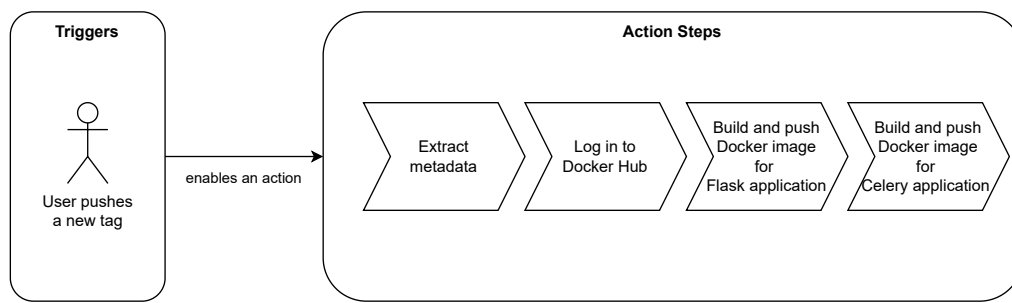 Triggers
User pushes
a new tag
enables an action
Action Steps
Extract
metadata
Log in to
Docker Hub
Build and push
Docker image
for
Flask application
Build and push
Docker image
for
Celery application